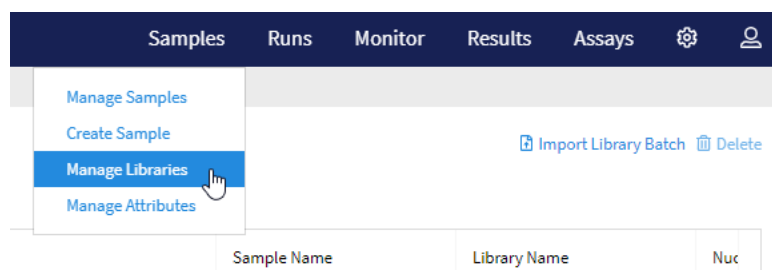 Samples Runs Monitor Results Assays
Manage Samples
Create Sample
Import Library Batch Delete
Manage Libraries
Manage Attributes
Sample Name Library Name Nuc